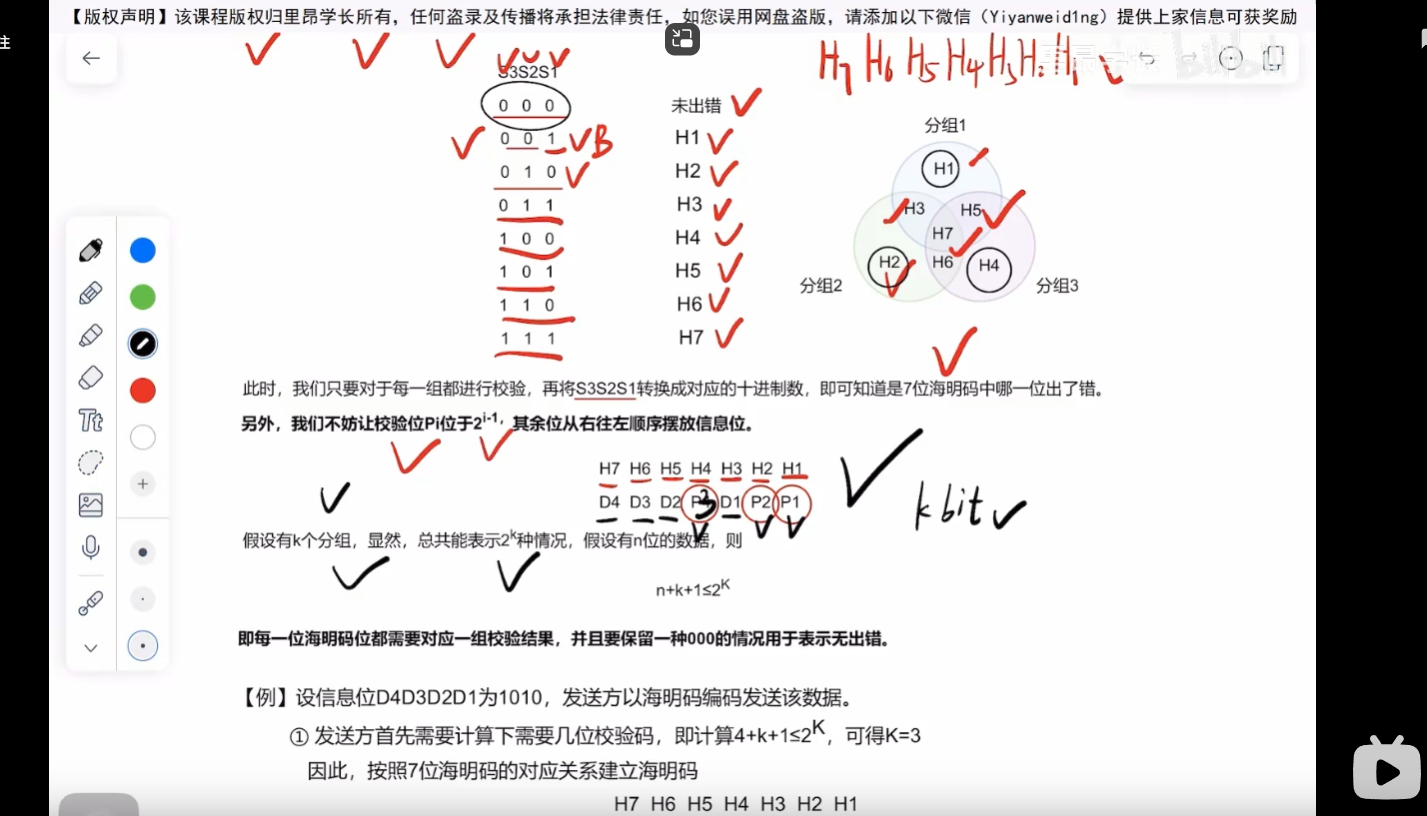 【版权声明】该课程版权归里昂学长所有，任何盗录及传播将承担法律责任，如您误用网盘盗版，请添加以下微信（Yiyanweid1ng）提供上家信息可获奖励
注
H7 H6 H5 H4 H3
S3S2S1
0 0 0 未出错
0 0 1 B H1
0 1 0 H2
0 1 1 H3
1 0 0 H4
1 0 1 H5
1 1 0 H6
1 1 1 H7
分组1
H1
H3 H5
H7
H2 H6 H4
分组2 分组3
此时，我们只要对于每一组都进行校验，再将S3S2S1转换成对应的十进制数，即可知道是7位海明码中哪一位出了错。
另外，我们不妨让校验位Pi位于2^i-1，其余位从右往左顺序摆放信息位。
H7 H6 H5 H4 H3 H2 H1
D4 D3 D2 P3 D1 P2 P1
k bit
假设有k个分组，显然，总共能表示2^k种情况，假设有n位的数据，则
n+k+1≤2^K
即每一位海明码位都需要对应一组校验结果，并且要保留一种000的情况用于表示无出错。
【例】设信息位D4D3D2D1为1010，发送方以海明码编码发送该数据。
① 发送方首先需要计算下需要几位校验码，即计算4+k+1≤2^K，可得K=3
因此，按照7位海明码的对应关系建立海明码
H7 H6 H5 H4 H3 H2 H1
Tt